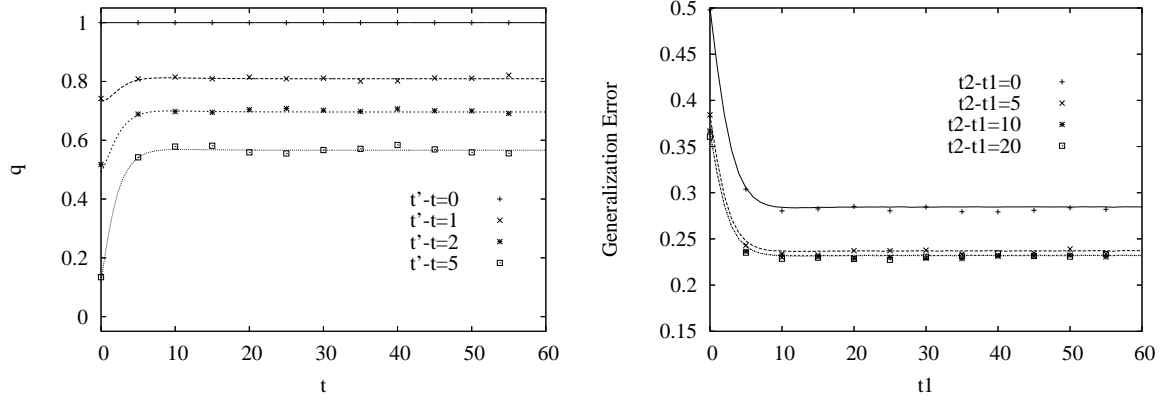 1
0.8
0.6
0.4
0.2
0
q
0 10 20 30 40 50 60
t
t'-t=0
t'-t=1
t'-t=2
t'-t=5
0.5
0.45
0.4
0.35
0.3
0.25
0.2
0.15
Generalization Error
0 10 20 30 40 50 60
t1
t2-t1=0
t2-t1=5
t2-t1=10
t2-t1=20